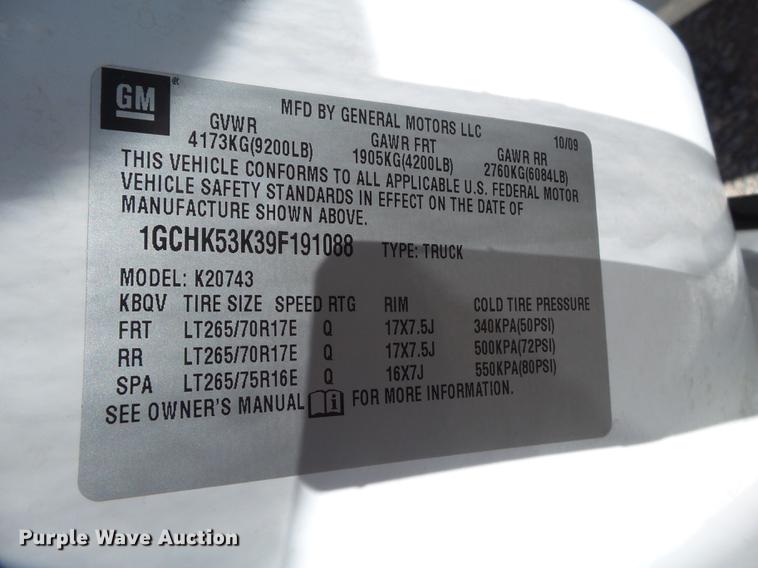 GM ®
MFD BY GENERAL MOTORS LLC 10/09
GVWR GAWR FRT GAWR RR
4173KG(9200LB) 1905KG(4200LB) 2760KG(6084LB)
THIS VEHICLE CONFORMS TO ALL APPLICABLE U.S. FEDERAL MOTOR
VEHICLE SAFETY STANDARDS IN EFFECT ON THE DATE OF
MANUFACTURE SHOWN ABOVE.
1GCHK53K39F191088 TYPE: TRUCK
MODEL: K20743
KBQV TIRE SIZE SPEED RTG RIM COLD TIRE PRESSURE
FRT LT265/70R17E Q 17X7.5J 340KPA(50PSI)
RR LT265/70R17E Q 17X7.5J 500KPA(72PSI)
SPA LT265/75R16E Q 16X7J 550KPA(80PSI)
SEE OWNER'S MANUAL i FOR MORE INFORMATION.
Purple Wave Auction